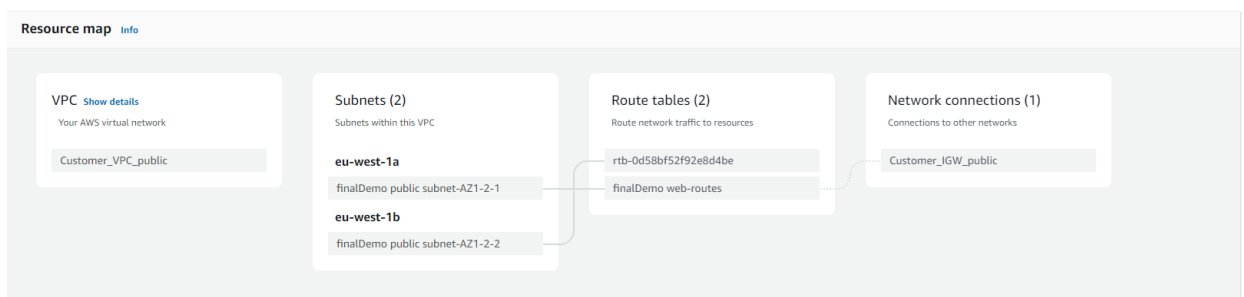 Resource map Info
VPC Show details
Your AWS virtual network
Customer_VPC_public
Subnets (2)
Subnets within this VPC
eu-west-1a
finalDemo public subnet-AZ1-2-1
eu-west-1b
finalDemo public subnet-AZ1-2-2
Route tables (2)
Route network traffic to resources
rtb-0d58bf52f92e8d4be
finalDemo web-routes
Network connections (1)
Connections to other networks
Customer_IGW_public